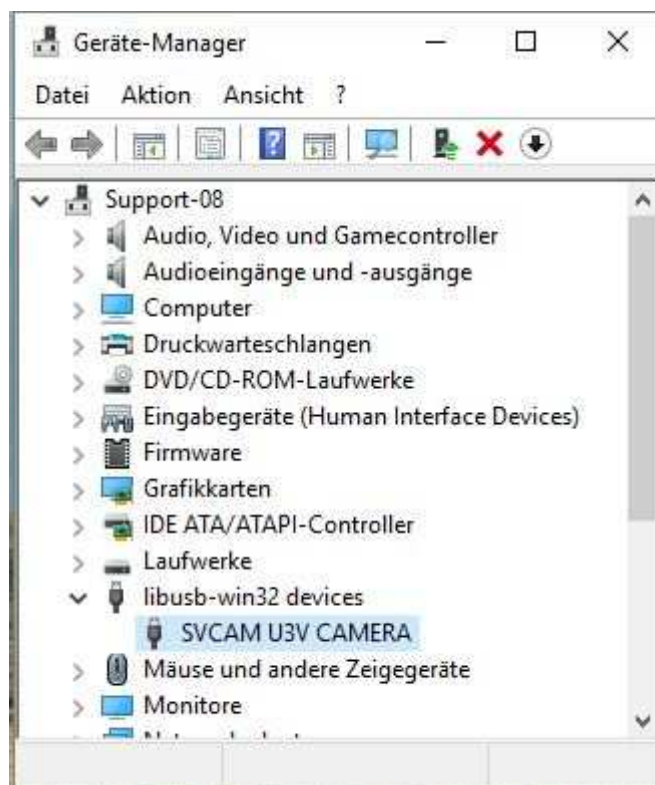 Geräte-Manager
Datei Aktion Ansicht ?
Support-08
Audio, Video und Gamecontroller
Audioeingänge und -ausgänge
Computer
Druckwarteschlangen
DVD/CD-ROM-Laufwerke
Eingabegeräte (Human Interface Devices)
Firmware
Grafikkarten
IDE ATA/ATAPI-Controller
Laufwerke
libusb-win32 devices
SVCAM U3V CAMERA
Mäuse und andere Zeigegeräte
Monitore